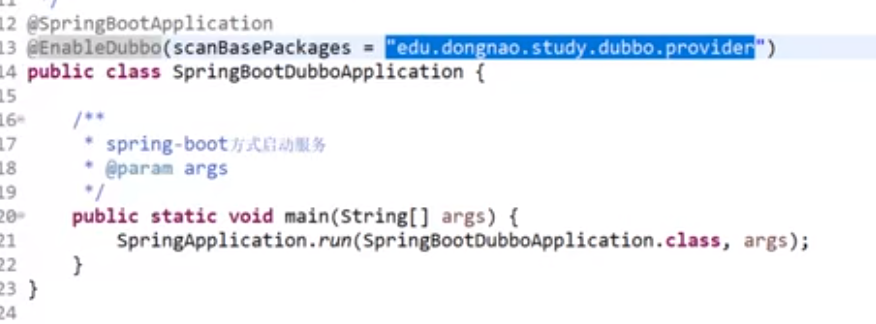 */
12 @SpringBootApplication
13 @EnableDubbo(scanBasePackages = "edu.dongnao.study.dubbo.provider")
14 public class SpringBootDubboApplication {
15
16 /**
17 * spring-boot方式启动服务
18 * @param args
19 */
20 public static void main(String[] args) {
21 SpringApplication.run(SpringBootDubboApplication.class, args);
22 }
23 }
24